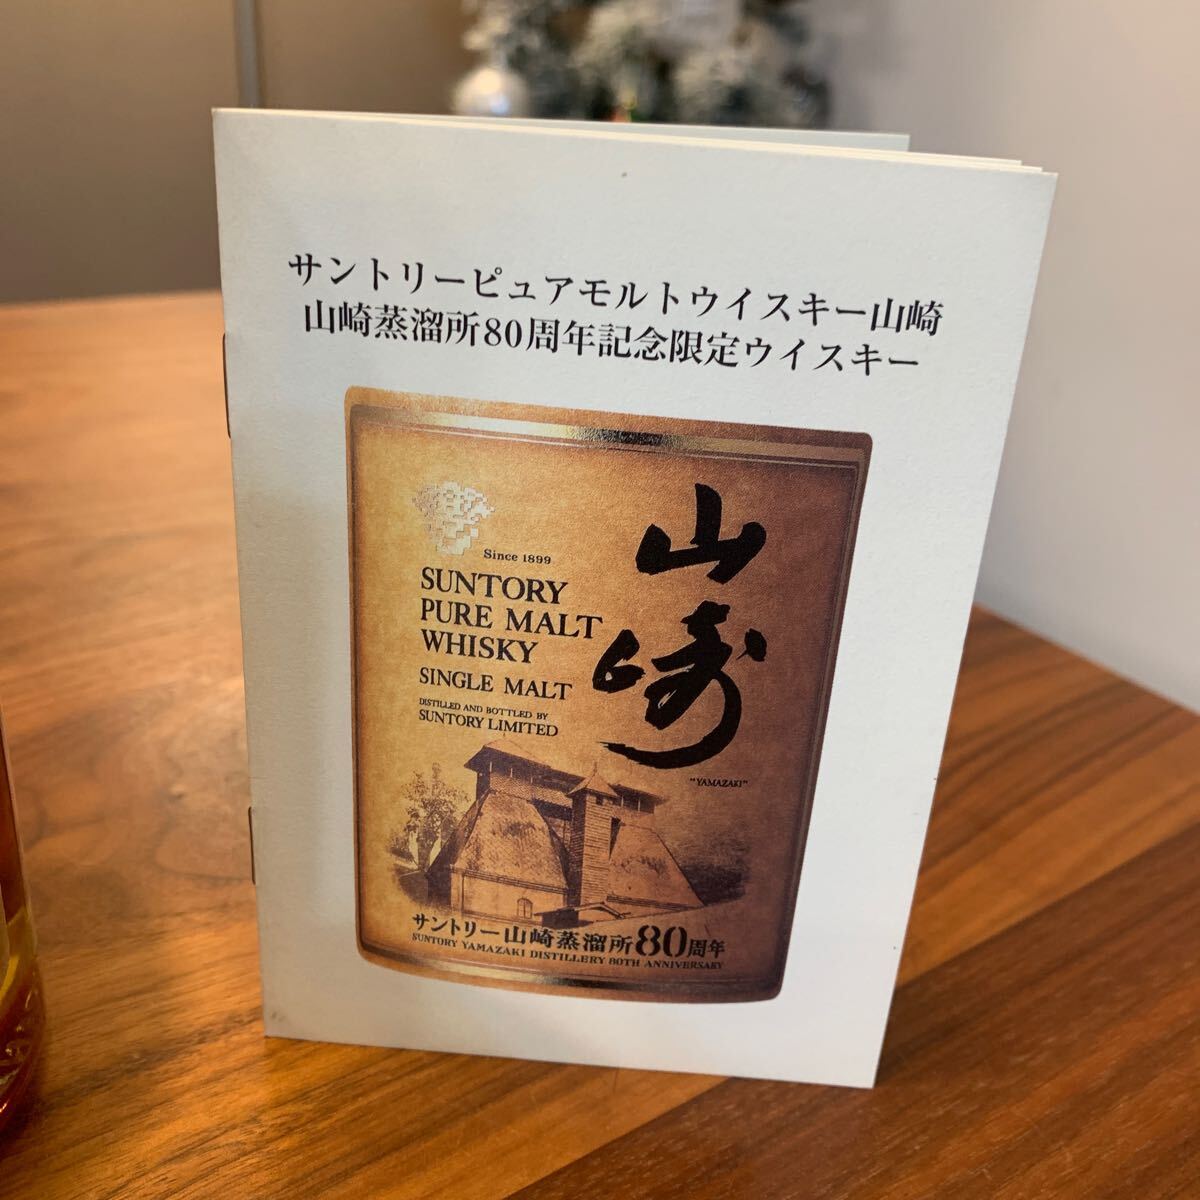 サントリーピュアモルトウイスキー山崎
山崎蒸溜所80周年記念限定ウイスキー
Since 1899
SUNTORY
PURE MALT
WHISKY
SINGLE MALT
DISTILLED AND BOTTLED BY
SUNTORY LIMITED
山崎
"YAMAZAKI"
サントリー山崎蒸溜所80周年
SUNTORY YAMAZAKI DISTILLERY 80TH ANNIVERSARY